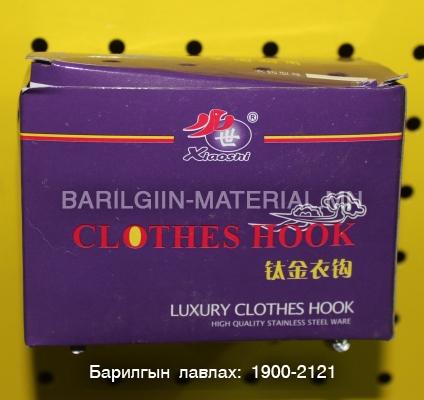 世 ®
Xiaoshi
BARILGIIN-MATERIAL.MN
CLOTHES HOOK
钛金衣钩
LUXURY CLOTHES HOOK
HIGH QUALITY STAINLESS STEEL WARE
Барилгын лавлах: 1900-2121